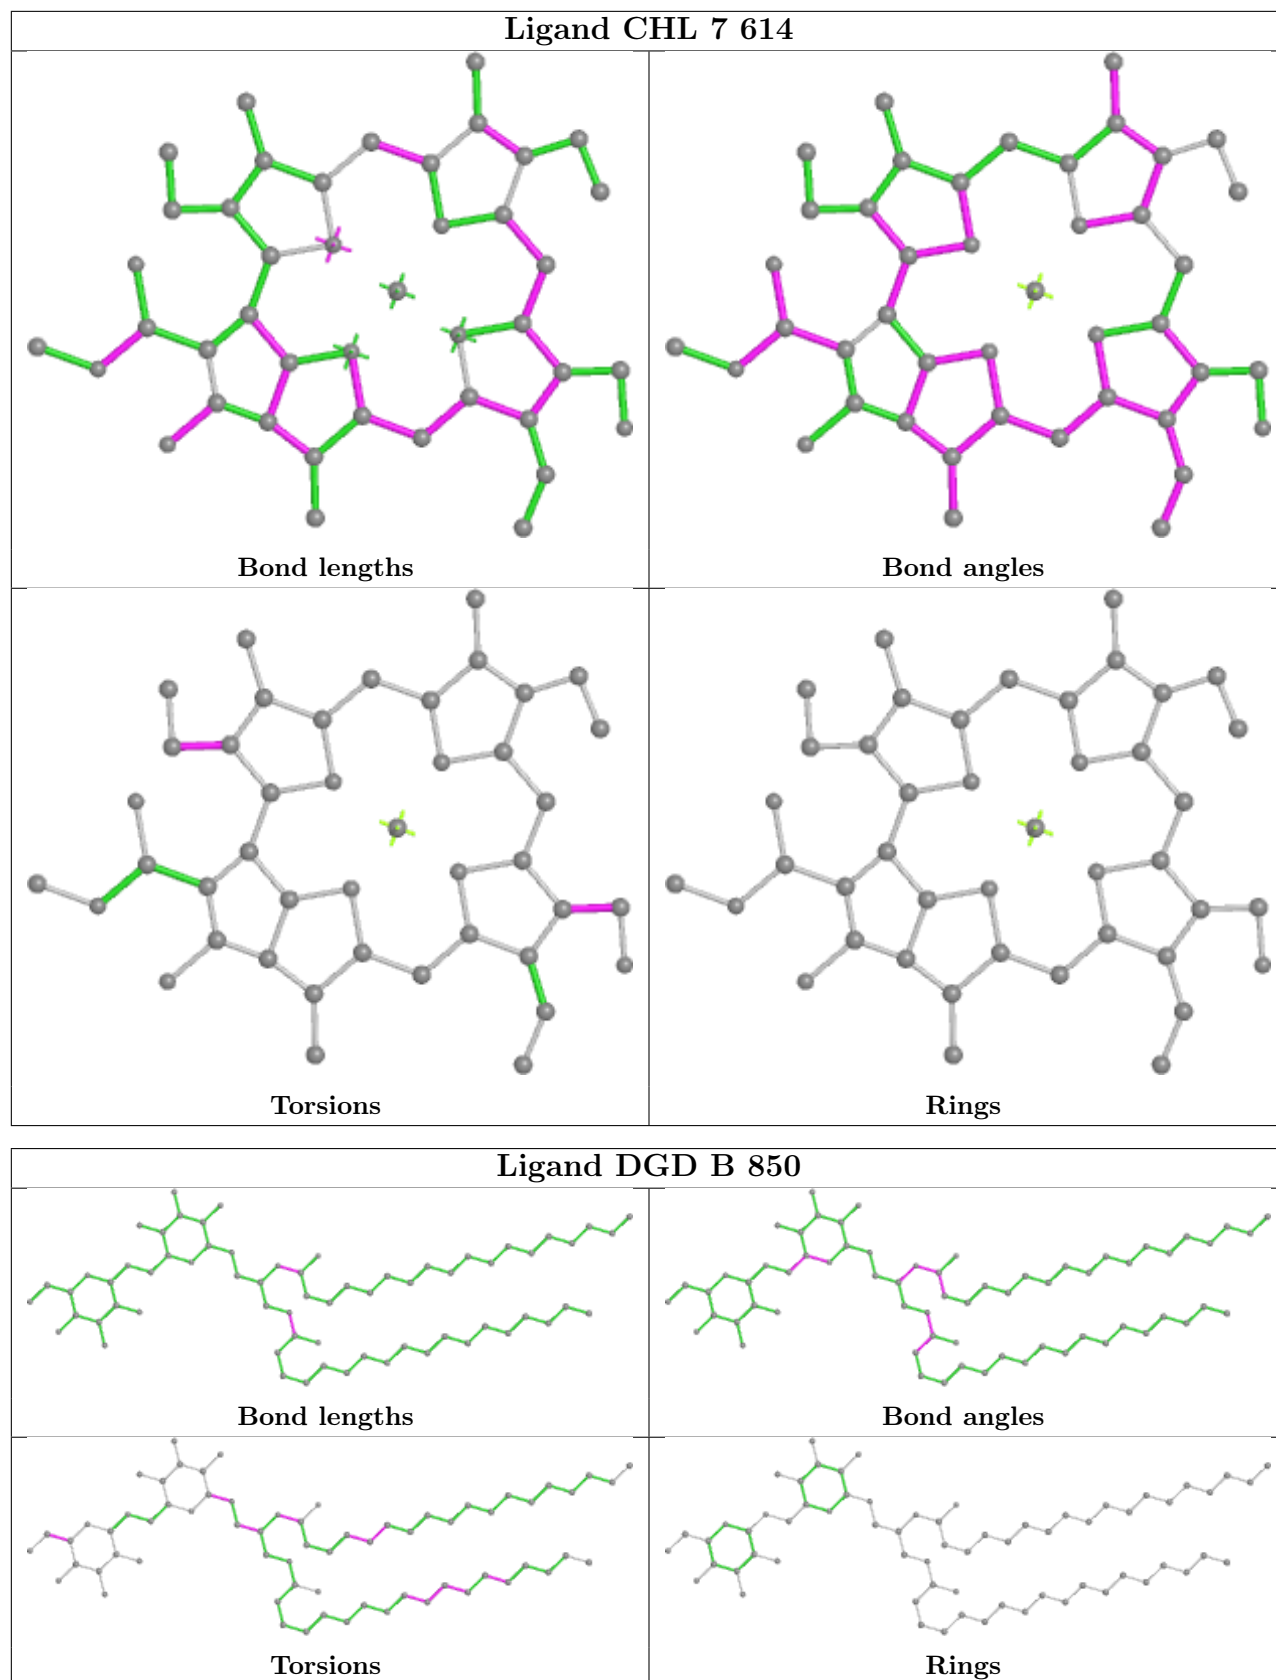 Ligand CHL 7 614
Bond lengths
Bond angles
Torsions
Rings
Ligand DGD B 850
Bond lengths
Bond angles
Torsions
Rings